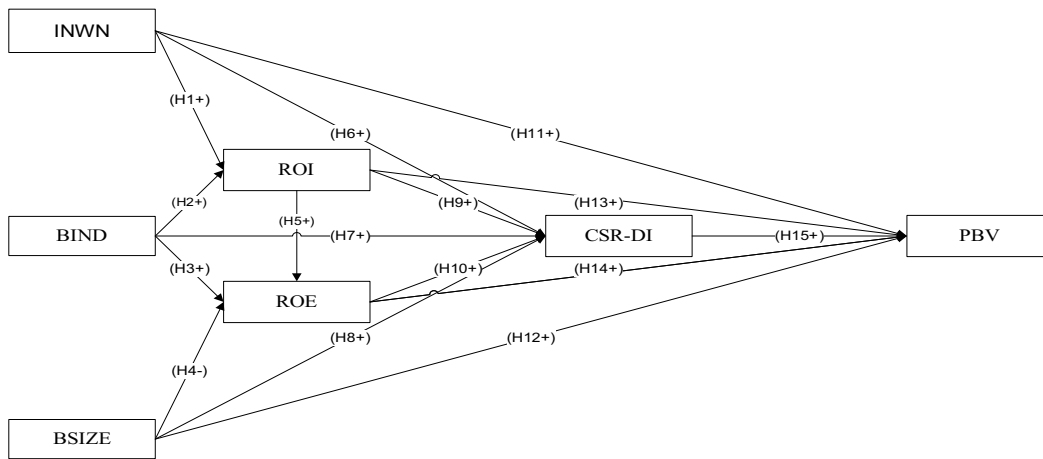 INWN
(H1+)
(H6+)
(H11+)
ROI
(H2+)
(H5+)
(H9+)
(H13+)
BIND
(H7+)
CSR-DI
(H15+)
PBV
(H3+)
(H10+)
(H14+)
ROE
(H8+)
(H12+)
(H4-)
BSIZE